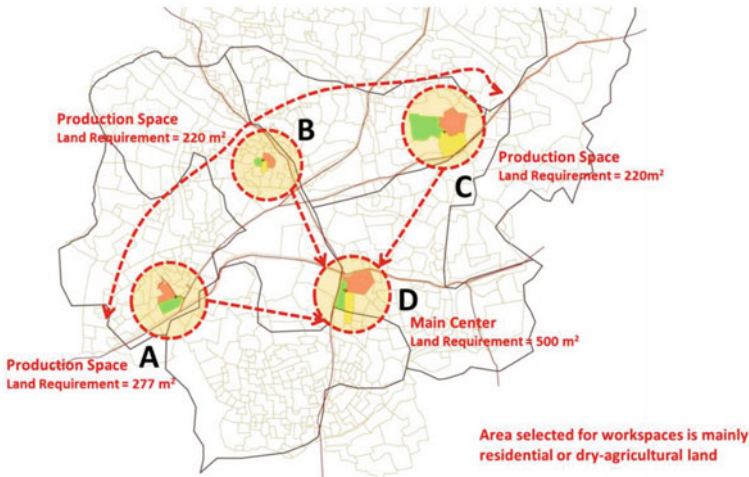 Production Space
Land Requirement = 220 m²
B
C
Production Space
Land Requirement = 220m²
D
Main Center
Land Requirement = 500 m²
A
Production Space
Land Requirement = 277 m²
Area selected for workspaces is mainly
residential or dry-agricultural land